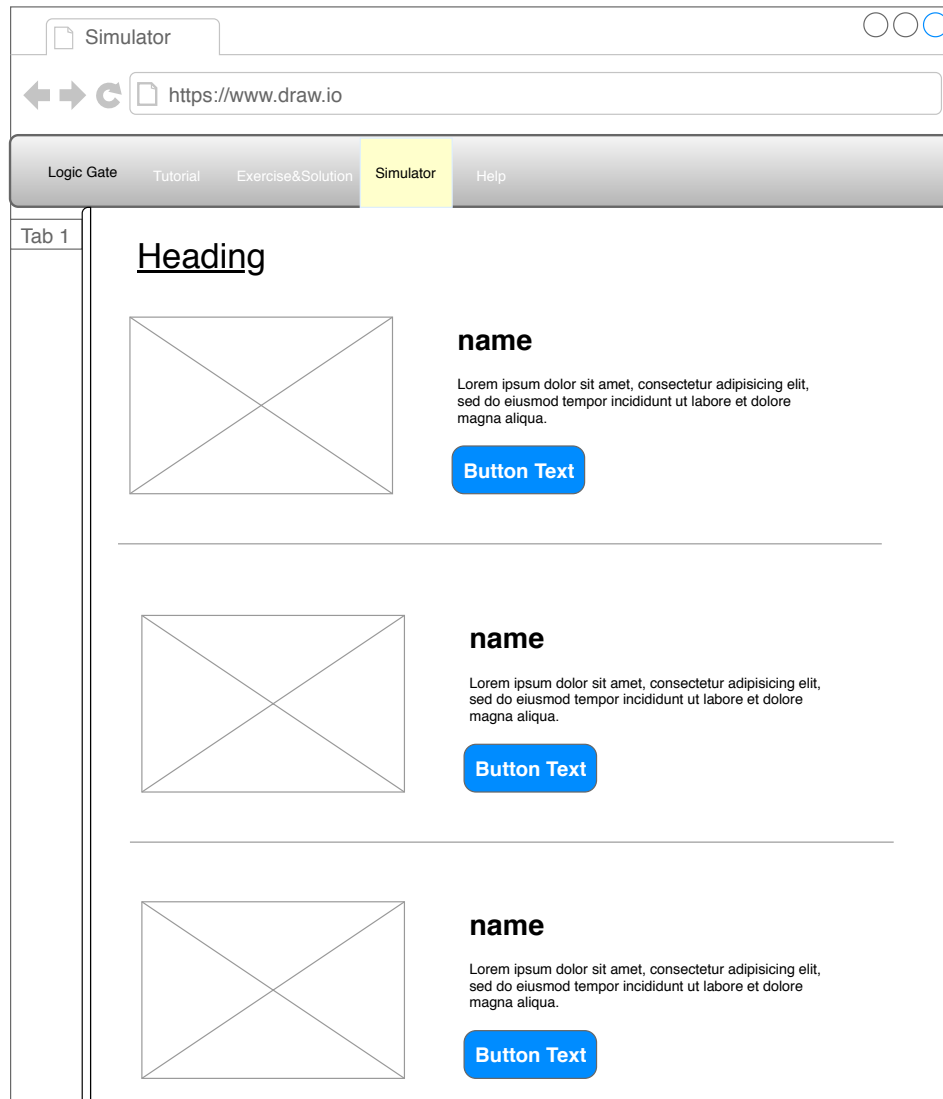 Simulator
https://www.draw.io
Logic Gate Tutorial Exercise&Solution Simulator Help
Tab 1
Heading
name
Lorem ipsum dolor sit amet, consectetur adipisicing elit,
sed do eiusmod tempor incididunt ut labore et dolore
magna aliqua.
Button Text
name
Lorem ipsum dolor sit amet, consectetur adipisicing elit,
sed do eiusmod tempor incididunt ut labore et dolore
magna aliqua.
Button Text
name
Lorem ipsum dolor sit amet, consectetur adipisicing elit,
sed do eiusmod tempor incididunt ut labore et dolore
magna aliqua.
Button Text